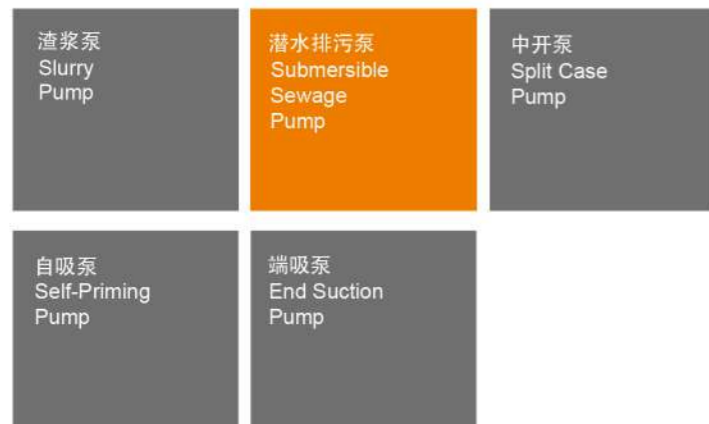 渣浆泵
Slurry
Pump
潜水排污泵
Submersible
Sewage
Pump
中开泵
Split Case
Pump
自吸泵
Self-Priming
Pump
端吸泵
End Suction
Pump